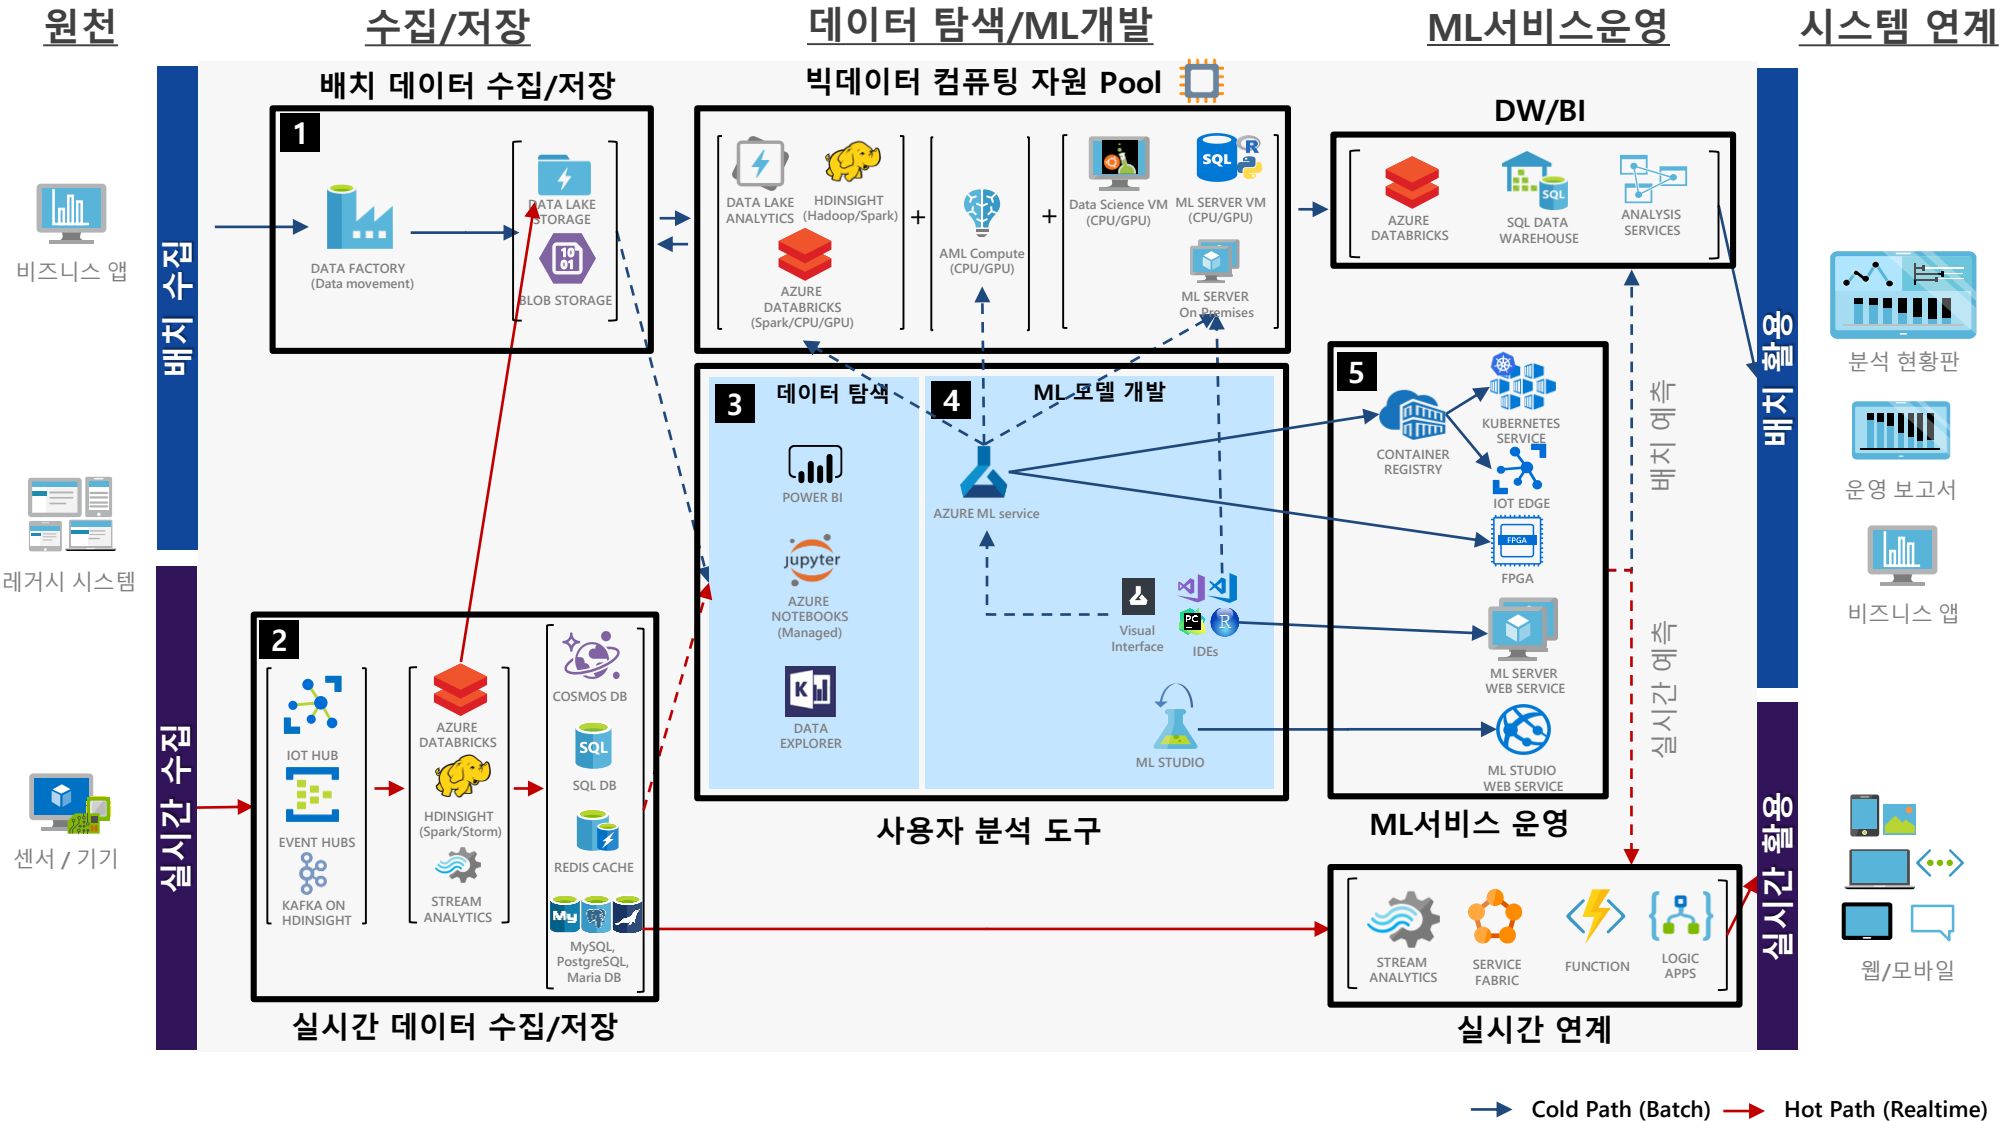 원천
수집/저장
데이터 탐색/ML개발
ML서비스운영
시스템 연계
배치 수집
실시간 수집
비즈니스 앱
레거시 시스템
센서 / 기기
배치 데이터 수집/저장
1
DATA FACTORY
(Data movement)
DATA LAKE
STORAGE
10
01
BLOB STORAGE
빅데이터 컴퓨팅 자원 Pool
DATA LAKE
ANALYTICS
HDINSIGHT
(Hadoop/Spark)
AZURE
DATABRICKS
(Spark/CPU/GPU)
+
AML Compute
(CPU/GPU)
+
Data Science VM
(CPU/GPU)
SQL
R
ML SERVER VM
(CPU/GPU)
ML SERVER
On Premises
DW/BI
AZURE
DATABRICKS
SQL
SQL DATA
WAREHOUSE
ANALYSIS
SERVICES
2
IOT HUB
EVENT HUBS
KAFKA ON
HDINSIGHT
AZURE
DATABRICKS
HDINSIGHT
(Spark/Storm)
STREAM
ANALYTICS
COSMOS DB
SQL
SQL DB
REDIS CACHE
My
MySQL,
PostgreSQL,
Maria DB
실시간 데이터 수집/저장
3
데이터 탐색
POWER BI
jupyter
AZURE
NOTEBOOKS
(Managed)
K
DATA
EXPLORER
4
ML 모델 개발
AZURE ML service
Visual
Interface
PC
R
IDEs
ML STUDIO
사용자 분석 도구
5
CONTAINER
REGISTRY
KUBERNETES
SERVICE
IOT EDGE
FPGA
FPGA
ML SERVER
WEB SERVICE
ML STUDIO
WEB SERVICE
ML서비스 운영
배치 예측
실시간 예측
STREAM
ANALYTICS
SERVICE
FABRIC
FUNCTION
LOGIC
APPS
실시간 연계
배치 활용
실시간 활용
분석 현황판
운영 보고서
비즈니스 앱
웹/모바일
Cold Path (Batch)
Hot Path (Realtime)